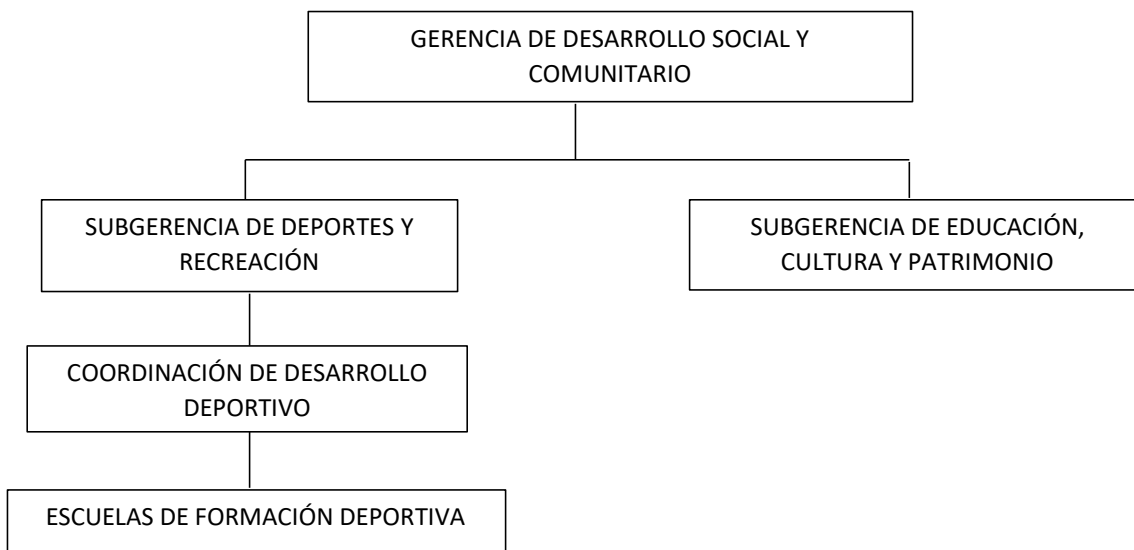 GERENCIA DE DESARROLLO SOCIAL Y
COMUNITARIO
SUBGERENCIA DE DEPORTES Y
RECREACIÓN
SUBGERENCIA DE EDUCACIÓN,
CULTURA Y PATRIMONIO
COORDINACIÓN DE DESARROLLO
DEPORTIVO
ESCUELAS DE FORMACIÓN DEPORTIVA